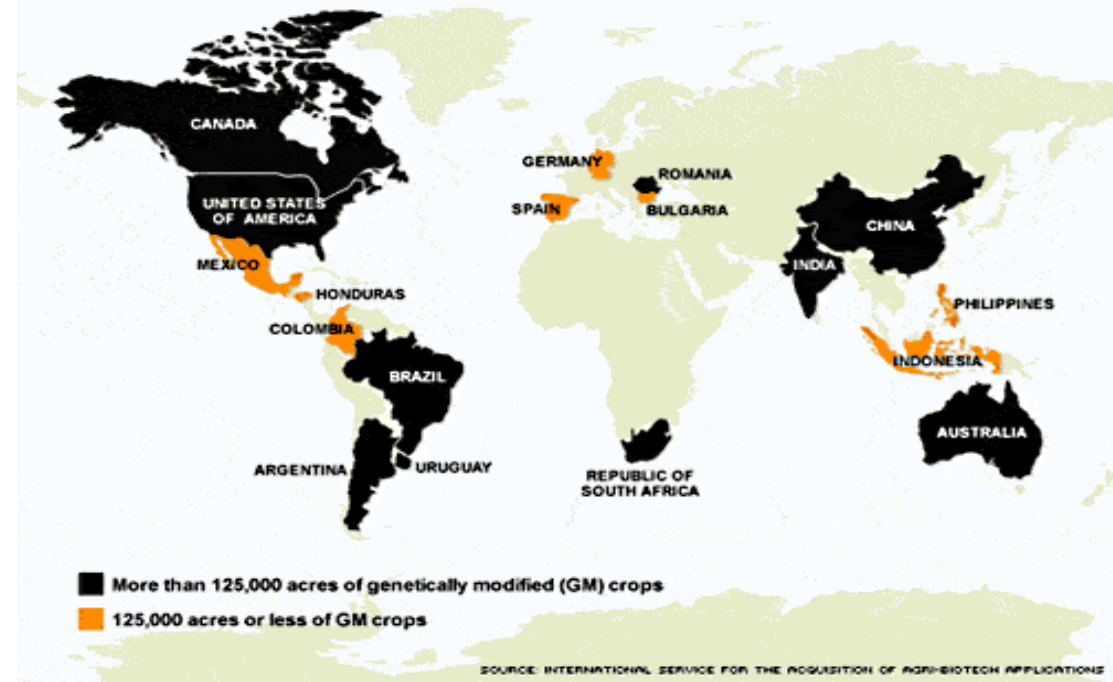 CANADA
UNITED STATES
OF AMERICA
MEXICO
HONDURAS
COLOMBIA
BRAZIL
ARGENTINA
URUGUAY
GERMANY
ROMANIA
SPAIN
BULGARIA
CHINA
INDIA
PHILIPPINES
INDONESIA
AUSTRALIA
REPUBLIC OF
SOUTH AFRICA
More than 125,000 acres of genetically modified (GM) crops
125,000 acres or less of GM crops
SOURCE: INTERNATIONAL SERVICE FOR THE ACQUISITION OF AGRI-BIOTECH APPLICATIONS